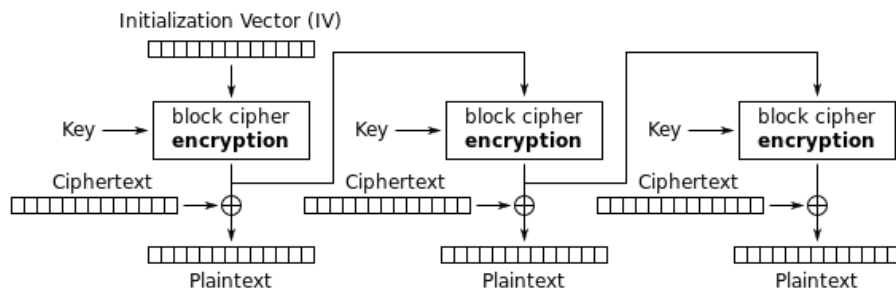 Initialization Vector (IV)
block cipher
encryption
block cipher
encryption
block cipher
encryption
Key
Key
Key
Ciphertext
Ciphertext
Ciphertext
Plaintext
Plaintext
Plaintext